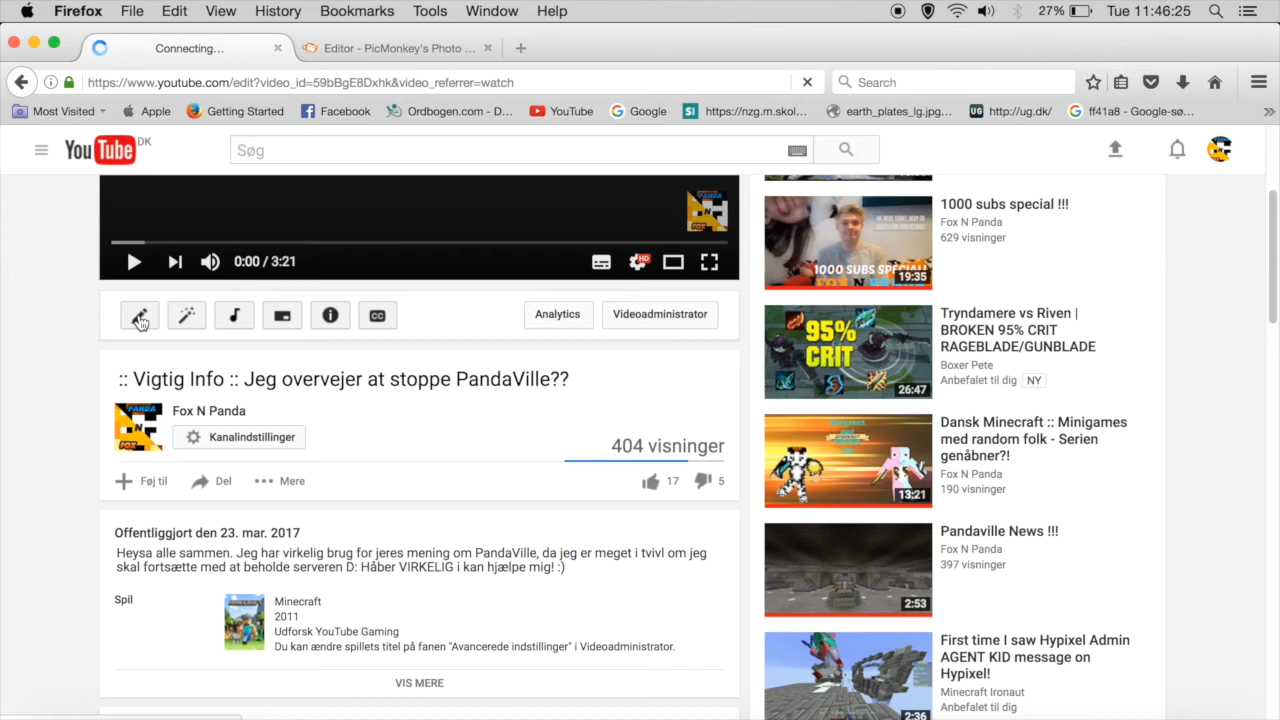 Firefox File Edit View History Bookmarks Tools Window Help 27% Tue 11:46:25
Connecting... Editor - PicMonkey's Photo ...
https://www.youtube.com/edit?video_id=59bBgE8Dxhk&video_referrer=watch Search
Most Visited Apple Getting Started Facebook Ordbogen.com - D... YouTube Google https://nzg.m.skol... earth_plates_lg.jpg... http://ug.dk/ ff41a8 - Google-sø...
YouTube DK Søg
0:00 / 3:21 HD
CC Analytics Videoadministrator
:: Vigtig Info :: Jeg overvejer at stoppe PandaVille??
Fox N Panda
Kanalindstillinger
404 visninger
Føj til Del Mere 17 5
Offentliggjort den 23. mar. 2017
Heysa alle sammen. Jeg har virkelig brug for jeres mening om PandaVille, da jeg er meget i tvivl om jeg
skal fortsætte med at beholde serveren D: Håber VIRKELIG i kan hjælpe mig! :)
Spil
Minecraft
2011
Udforsk YouTube Gaming
Du kan ændre spillets titel på fanen "Avancerede indstillinger" i Videoadministrator.
VIS MERE
1000 subs special !!!
Fox N Panda
629 visninger
19:35
Tryndamere vs Riven |
BROKEN 95% CRIT
RAGEBLADE/GUNBLADE
Boxer Pete
Anbefalet til dig NY
95%
CRIT
26:47
Dansk Minecraft :: Minigames
med random folk - Serien
genåbner?!
Fox N Panda
190 visninger
13:21
Pandaville News !!!
Fox N Panda
397 visninger
2:53
First time I saw Hypixel Admin
AGENT KID message on
Hypixel!
Minecraft Ironaut
Anbefalet til dig
2:36